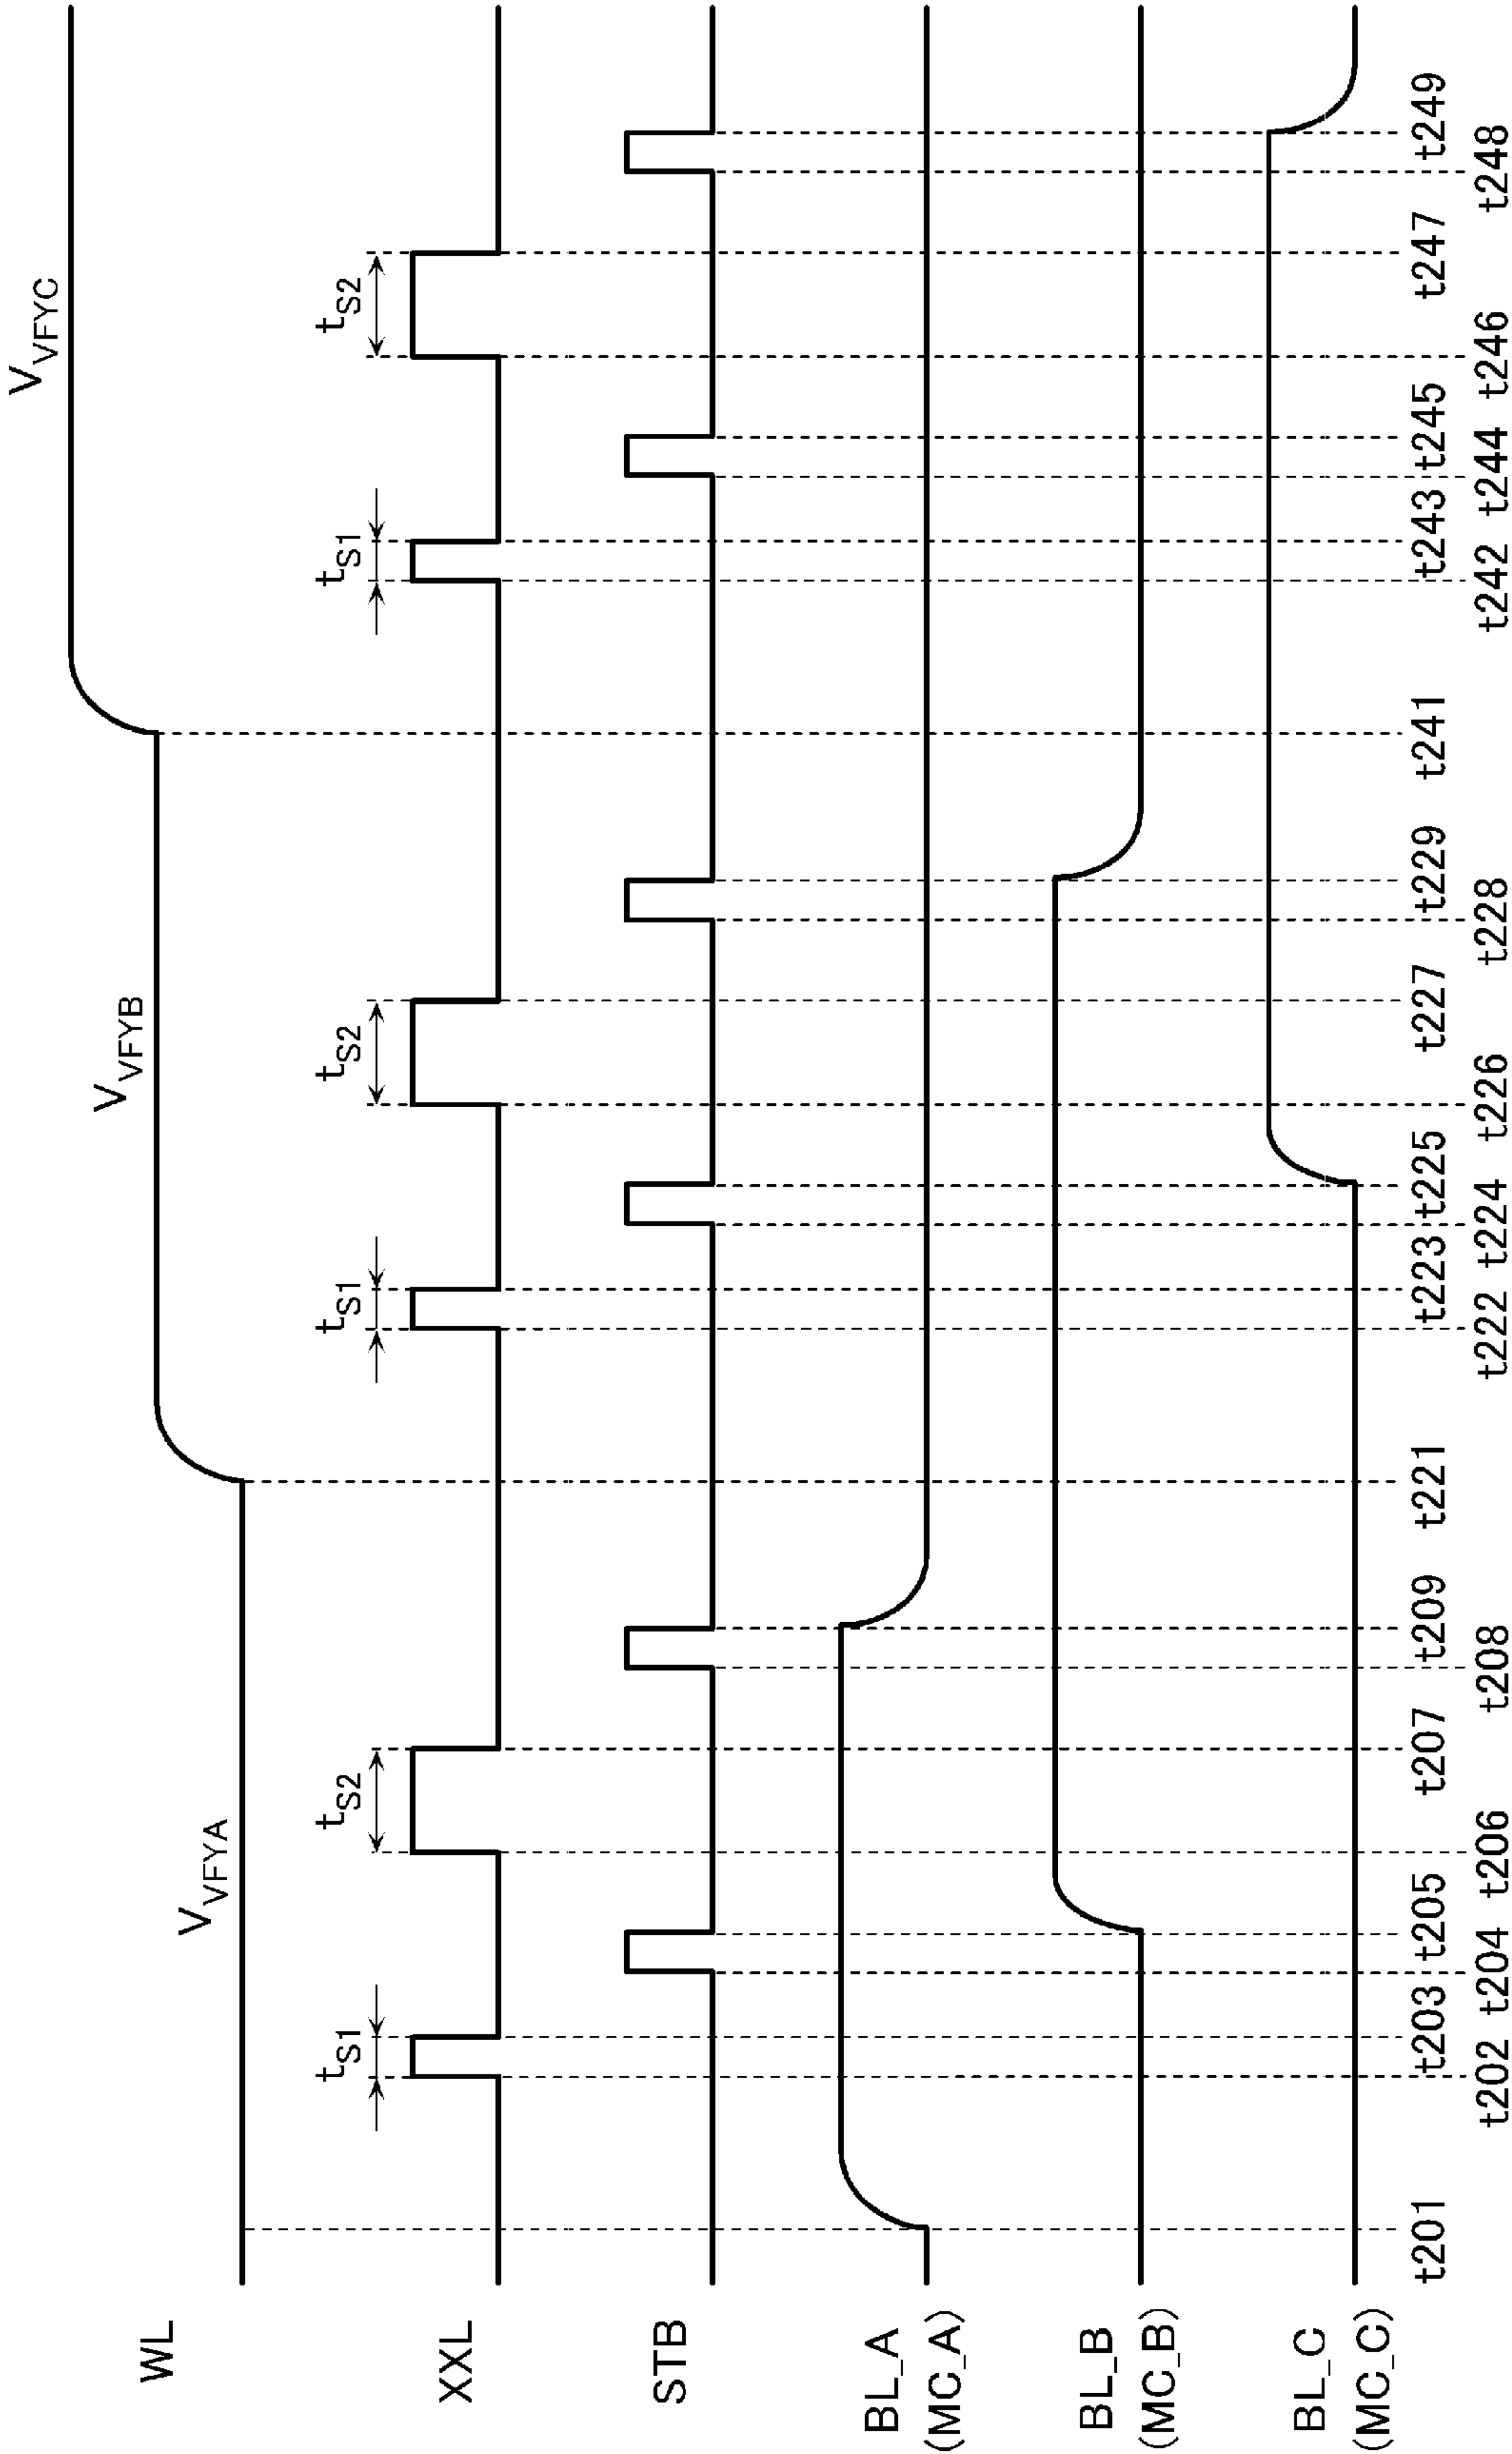 WL
V_VFYA
V_VFYB
V_VFYC
XXL
t_S1
t_S2
t_S1
t_S2
t_S1
t_S2
STB
BL_A
(MC_A)
BL_B
(MC_B)
BL_C
(MC_C)
t201 t203 t205 t207 t209 t221 t223 t225 t227 t229 t241 t243 t245 t247 t249
t202 t204 t206 t208 t222 t224 t226 t228 t242 t244 t246 t248